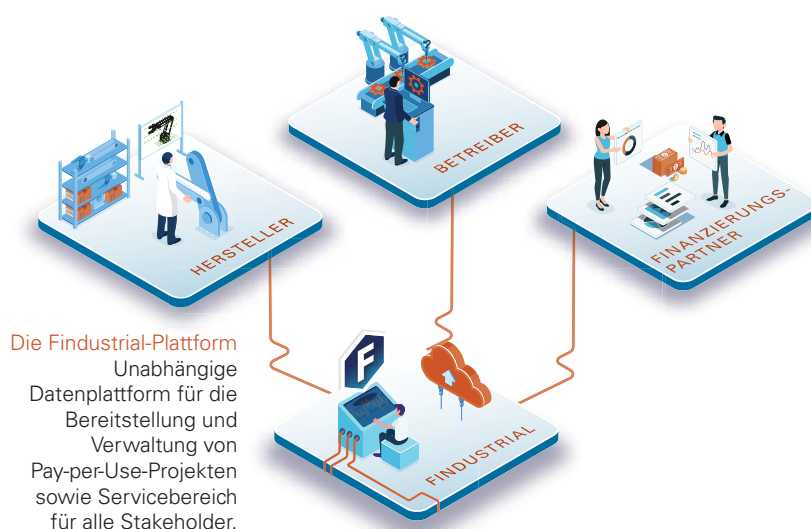 BETREIBER
HERSTELLER
FINANZIERUNGS-
PARTNER
Die Findustrial-Plattform
Unabhängige
Datenplattform für die
Bereitstellung und
Verwaltung von
Pay-per-Use-Projekten
sowie Servicebereich
für alle Stakeholder.
F
FINDUSTRIAL